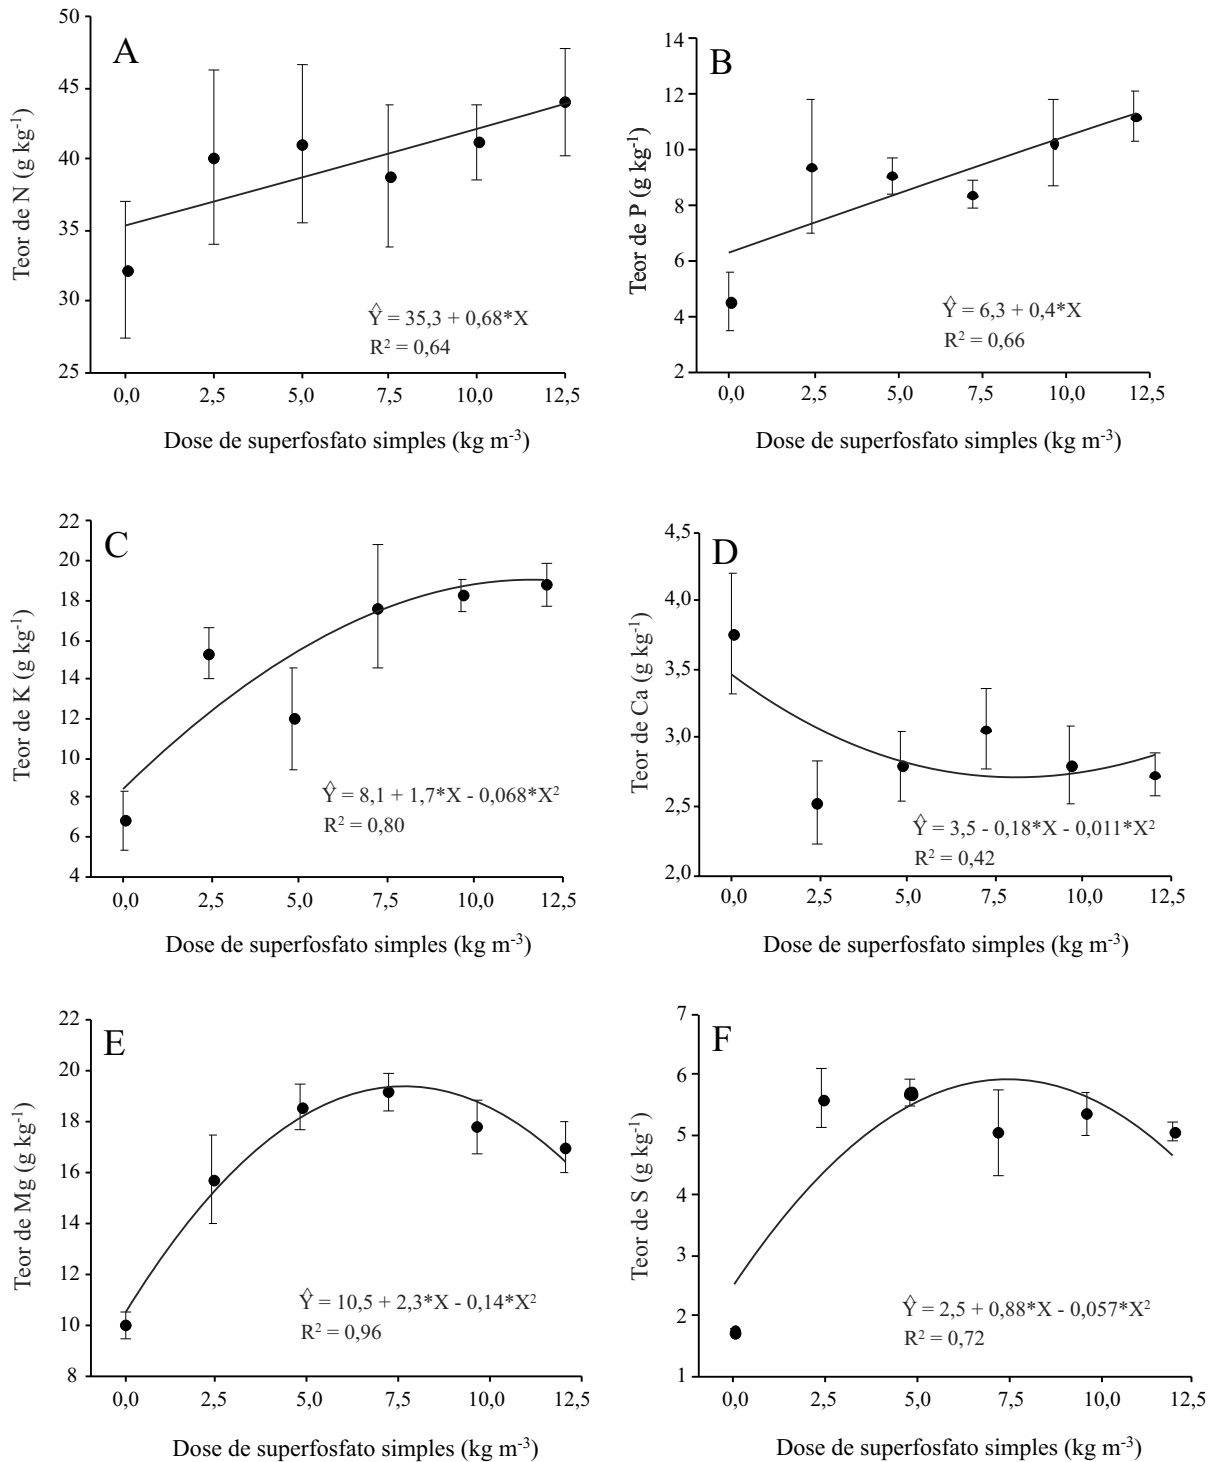 A
Teor de N (g kg-1)
50
45
40
35
30
25
Ŷ = 35,3 + 0,68*X
R² = 0,64
0,0 2,5 5,0 7,5 10,0 12,5
Dose de superfosfato simples (kg m-3)
B
Teor de P (g kg-1)
14
12
10
8
6
4
2
Ŷ = 6,3 + 0,4*X
R² = 0,66
0,0 2,5 5,0 7,5 10,0 12,5
Dose de superfosfato simples (kg m-3)
C
Teor de K (g kg-1)
22
20
18
16
14
12
10
8
6
4
Ŷ = 8,1 + 1,7*X - 0,068*X²
R² = 0,80
0,0 2,5 5,0 7,5 10,0 12,5
Dose de superfosfato simples (kg m-3)
D
Teor de Ca (g kg-1)
4,5
4,0
3,5
3,0
2,5
2,0
Ŷ = 3,5 - 0,18*X - 0,011*X²
R² = 0,42
0,0 2,5 5,0 7,5 10,0 12,5
Dose de superfosfato simples (kg m-3)
E
Teor de Mg (g kg-1)
22
20
18
16
14
12
10
8
Ŷ = 10,5 + 2,3*X - 0,14*X²
R² = 0,96
0,0 2,5 5,0 7,5 10,0 12,5
Dose de superfosfato simples (kg m-3)
F
Teor de S (g kg-1)
7
6
5
4
3
2
1
Ŷ = 2,5 + 0,88*X - 0,057*X²
R² = 0,72
0,0 2,5 5,0 7,5 10,0 12,5
Dose de superfosfato simples (kg m-3)